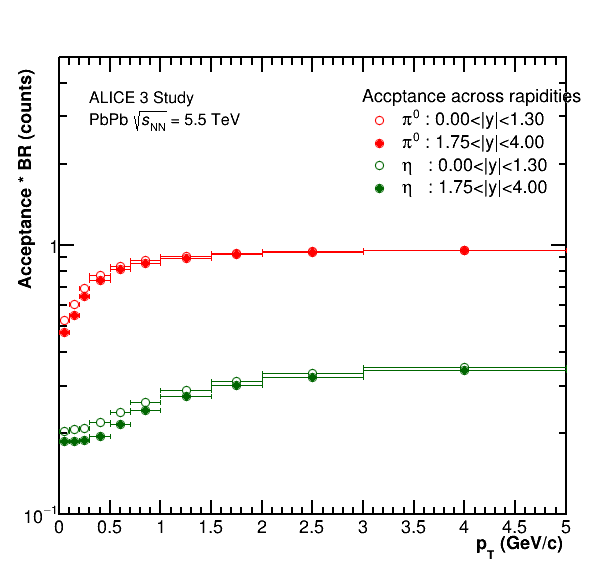 ALICE 3 Study
PbPb √sNN = 5.5 TeV
Accptance across rapidities
π0 : 0.00<|y|<1.30
π0 : 1.75<|y|<4.00
η : 0.00<|y|<1.30
η : 1.75<|y|<4.00
Acceptance * BR (counts)
1
10−1
0 0.5 1 1.5 2 2.5 3 3.5 4 4.5 5
pT (GeV/c)